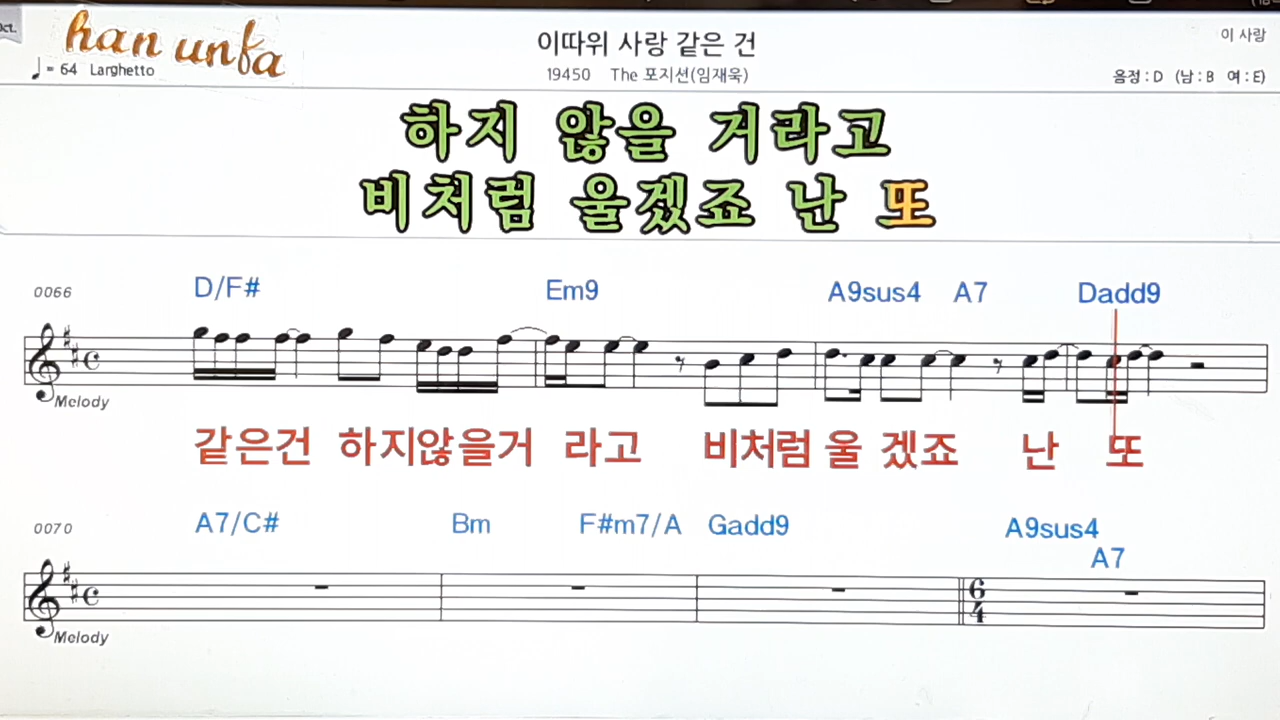 Oct.
han unfa
♩= 64 Larghetto
이따위 사랑 같은 건
19450 The 포지션(임재욱)
이 사랑
음정 : D (남 : B 여 : E)
하지 않을 거라고
비처럼 울겠죠 난 또
0066 D/F# Em9 A9sus4 A7 Dadd9
Melody
같은건 하지않을거 라고 비처럼 울 겠죠 난 또
0070 A7/C# Bm F#m7/A Gadd9 A9sus4
A7
6
4
Melody